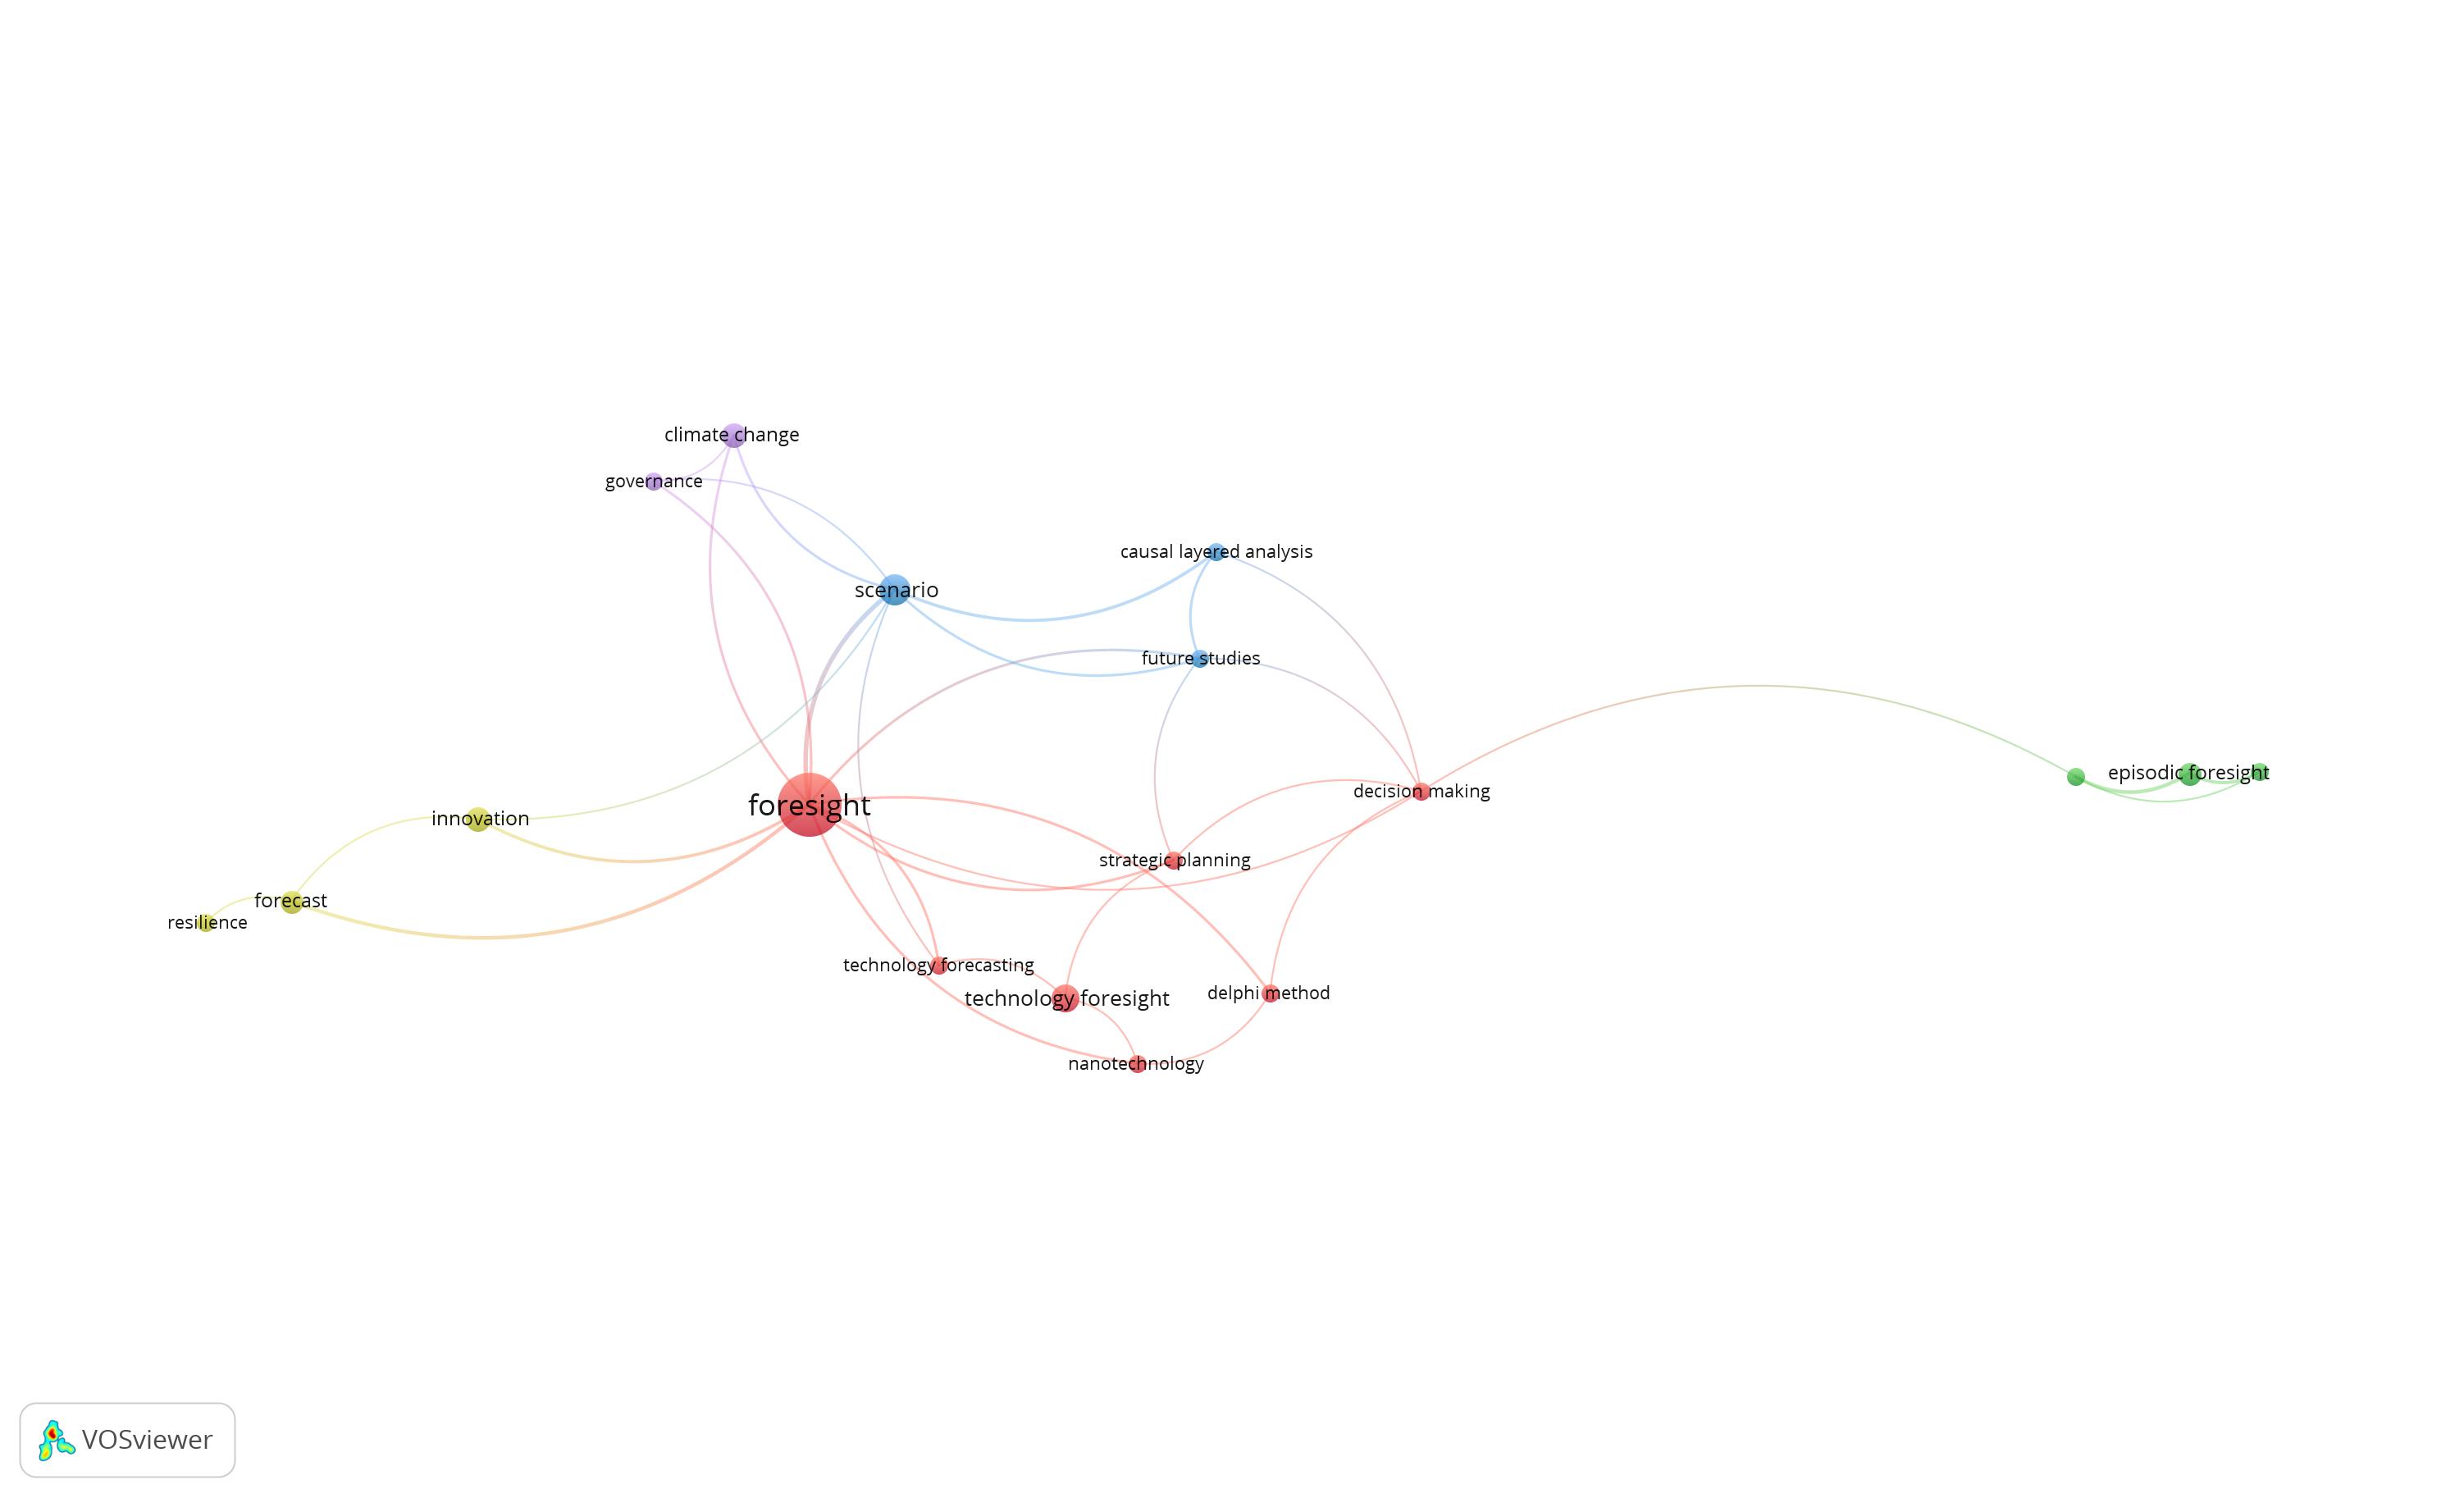 climate change
governance
causal layered analysis
scenario
future studies
episodic foresight
decision making
foresight
innovation
strategic planning
forecast
resilience
technology forecasting
delphi method
technology foresight
nanotechnology
VOSviewer